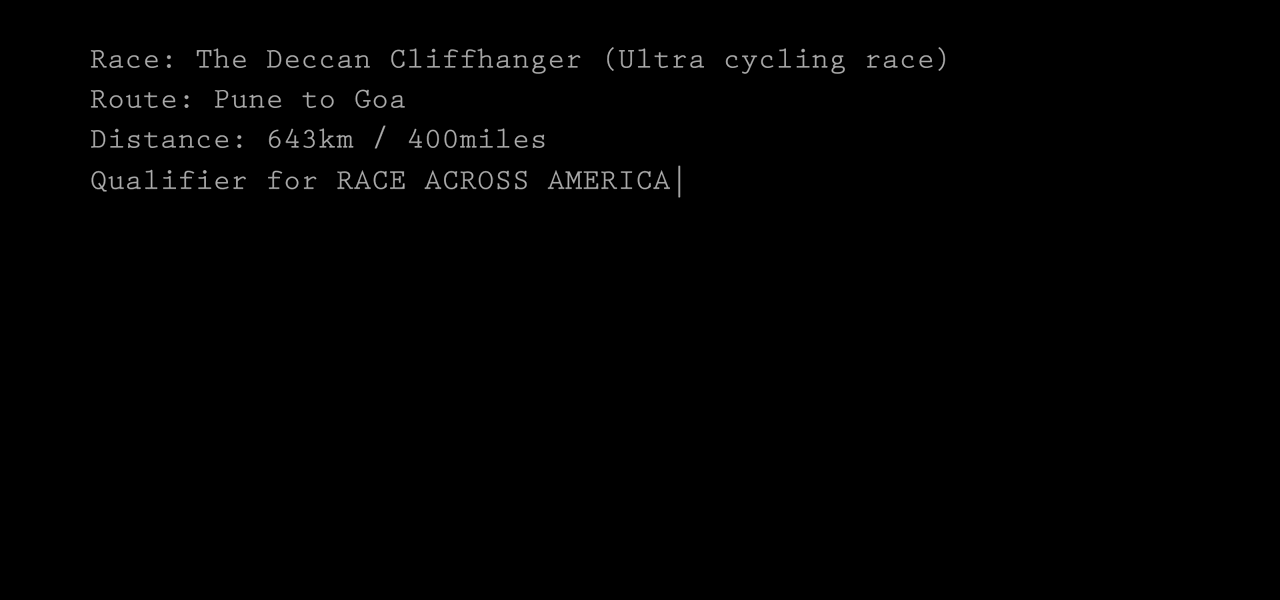 Race: The Deccan Cliffhanger (Ultra cycling race)
Route: Pune to Goa
Distance: 643km / 400miles
Qualifier for RACE ACROSS AMERICA